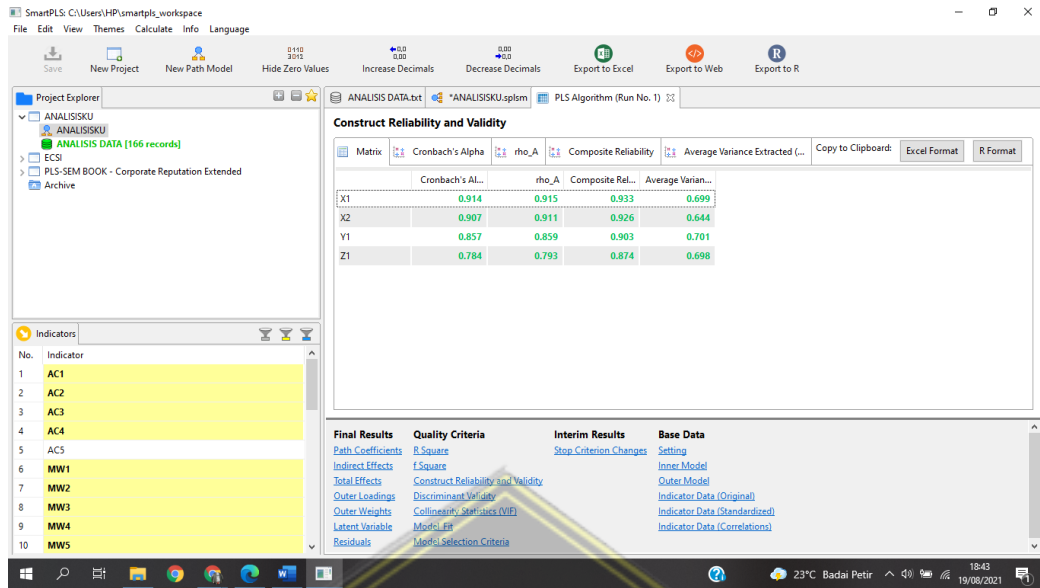 SmartPLS: C:\Users\HP\smartpls_workspace
File Edit View Themes Calculate Info Language
Save New Project New Path Model Hide Zero Values Increase Decimals Decrease Decimals Export to Excel Export to Web Export to R
Project Explorer
ANALISISKU
ANALISISKU
ANALISIS DATA [166 records]
ECSI
PLS-SEM BOOK - Corporate Reputation Extended
Archive
ANALISIS DATA.txt *ANALISISKU.splsm PLS Algorithm (Run No. 1)
Construct Reliability and Validity
Matrix Cronbach's Alpha rho_A Composite Reliability Average Variance Extracted (... Copy to Clipboard: Excel Format R Format
Cronbach's Al... rho_A Composite Rel... Average Varian...
X1 0.914 0.915 0.933 0.699
X2 0.907 0.911 0.926 0.644
Y1 0.857 0.859 0.903 0.701
Z1 0.784 0.793 0.874 0.698
Indicators
No. Indicator
1 AC1
2 AC2
3 AC3
4 AC4
5 AC5
6 MW1
7 MW2
8 MW3
9 MW4
10 MW5
Final Results Quality Criteria Interim Results Base Data
Path Coefficients R Square Stop Criterion Changes Setting
Indirect Effects f Square Inner Model
Total Effects Construct Reliability and Validity Outer Model
Outer Loadings Discriminant Validity Indicator Data (Original)
Outer Weights Collinearity Statistics (VIF) Indicator Data (Standardized)
Latent Variable Model Fit Indicator Data (Correlations)
Residuals Model Selection Criteria
23°C Badai Petir 18:43
19/08/2021